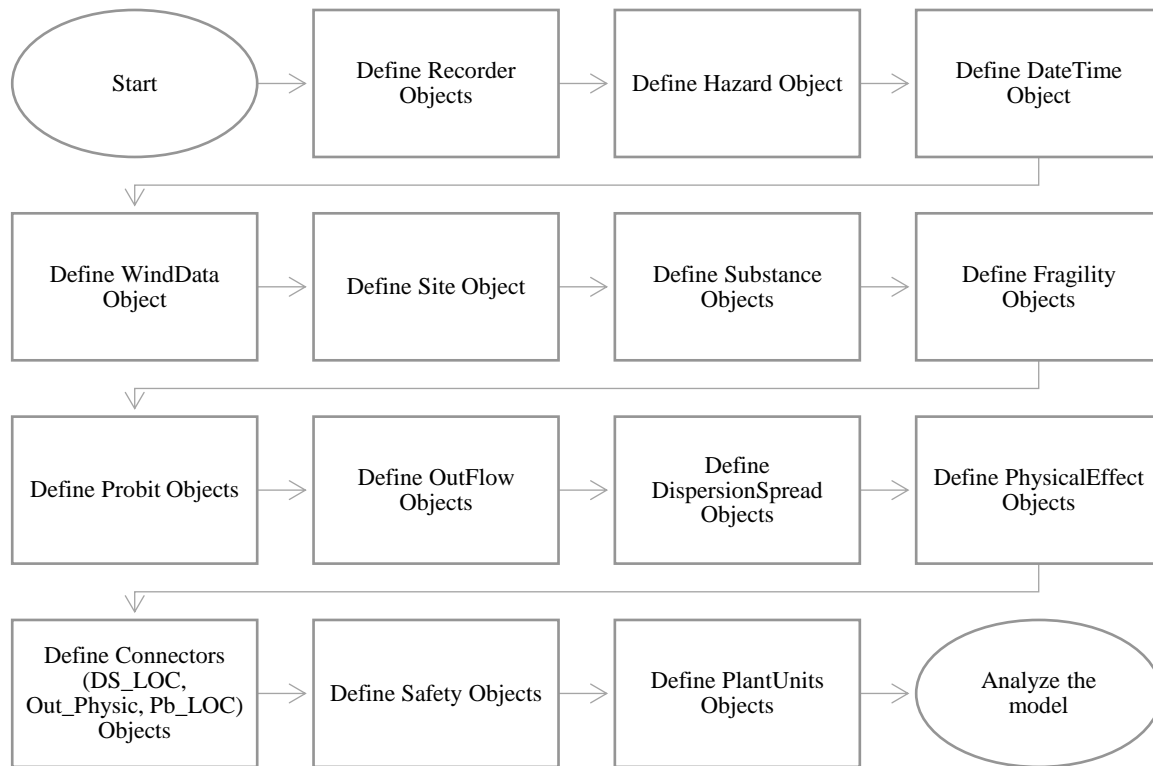 Start
Define Recorder
Objects
Define Hazard Object
Define DateTime
Object
Define WindData
Object
Define Site Object
Define Substance
Objects
Define Fragility
Objects
Define Probit Objects
Define OutFlow
Objects
Define
DispersionSpread
Objects
Define PhysicalEffect
Objects
Define Connectors
(DS_LOC,
Out_Physic, Pb_LOC)
Objects
Define Safety Objects
Define PlantUnits
Objects
Analyze the
model